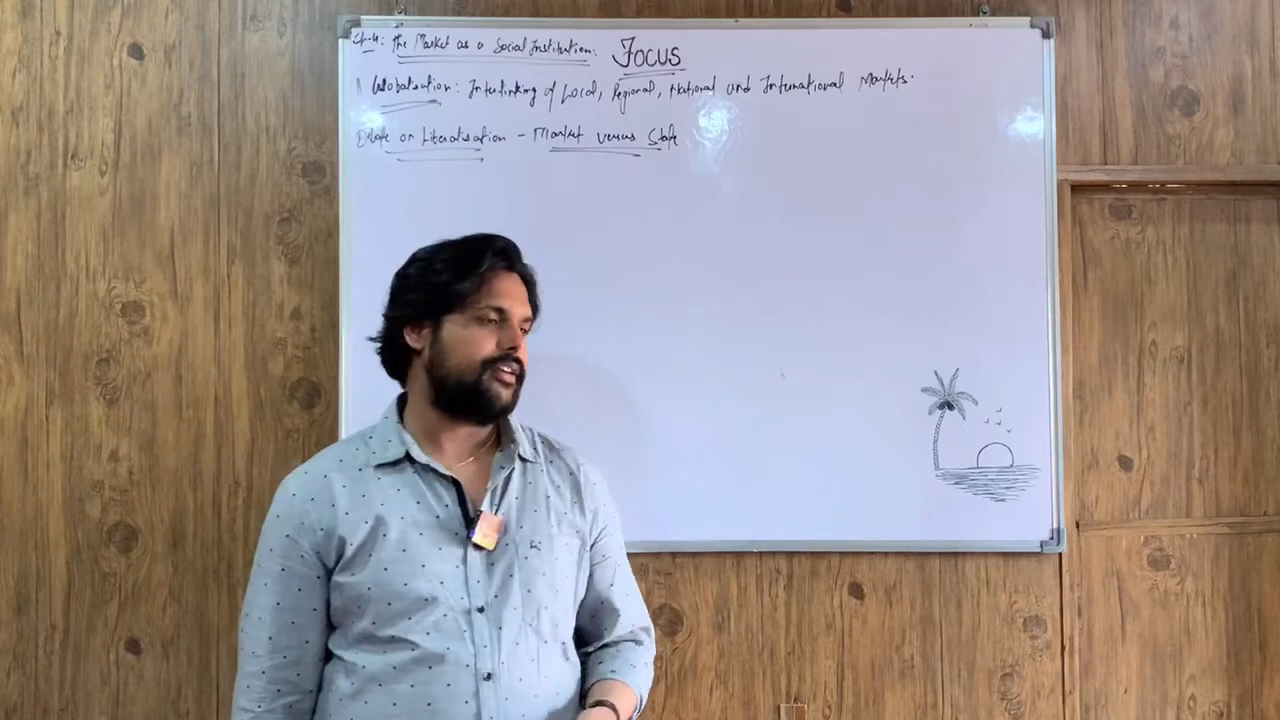 Ch-4: The Market as a Social Institution:
FOCUS
Globalisation: Interlinking of Local, Regional, National and International Markets.
Debate on Liberalisation - Market versus State